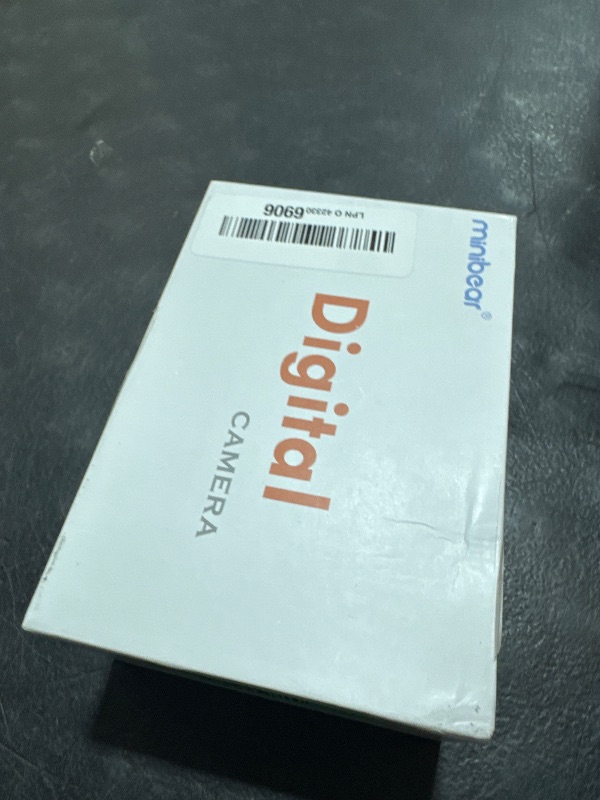 minibear®
Digital
CAMERA
LPN O 42330 6906